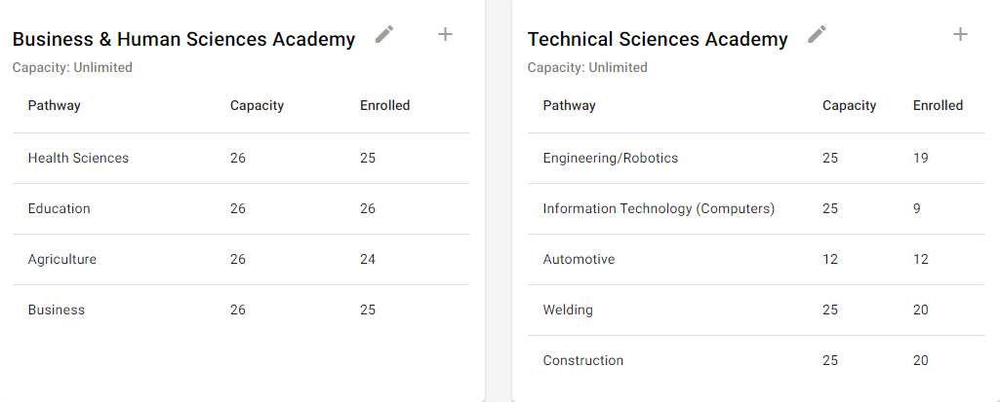 Business & Human Sciences Academy
Capacity: Unlimited
Pathway Capacity Enrolled
Health Sciences 26 25
Education 26 26
Agriculture 26 24
Business 26 25
Technical Sciences Academy
Capacity: Unlimited
Pathway Capacity Enrolled
Engineering/Robotics 25 19
Information Technology (Computers) 25 9
Automotive 12 12
Welding 25 20
Construction 25 20